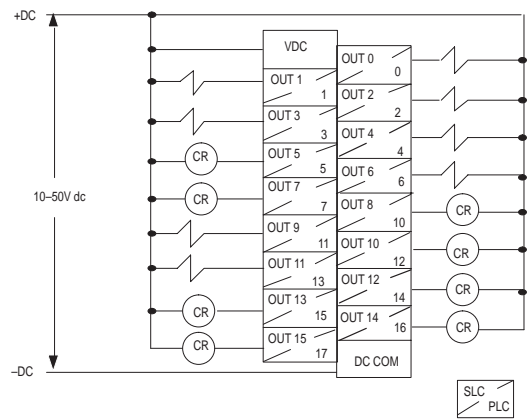 +DC
VDC
OUT 0
0
OUT 1
1
OUT 2
2
OUT 3
3
OUT 4
4
CR
OUT 5
5
OUT 6
6
10–50V dc
CR
OUT 7
7
OUT 8
10
CR
OUT 9
11
OUT 10
12
CR
OUT 11
13
OUT 12
14
CR
CR
OUT 13
15
OUT 14
16
CR
CR
OUT 15
17
DC COM
–DC
SLC
PLC